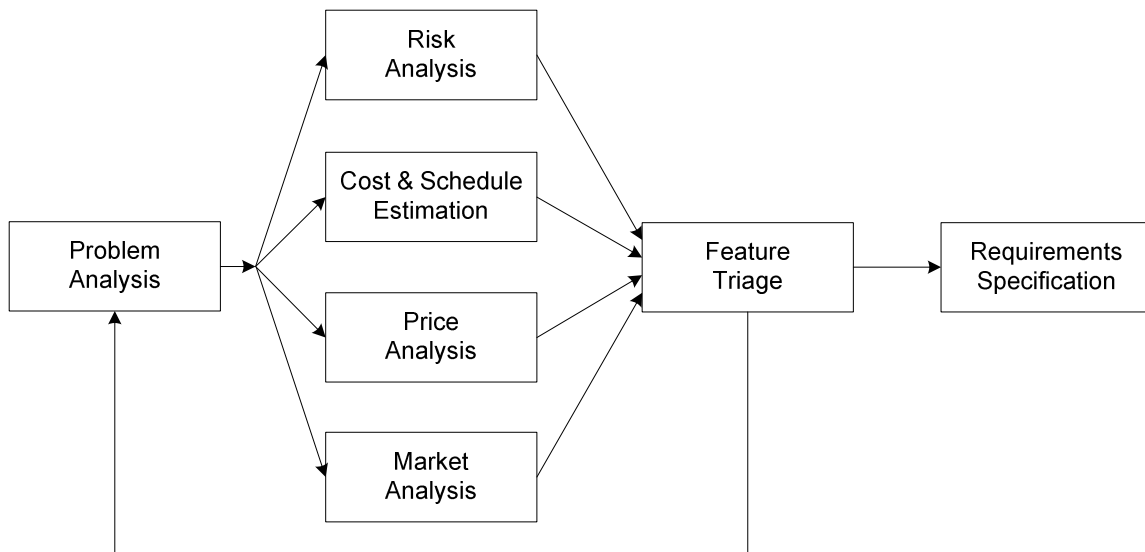 Risk
Analysis
Cost & Schedule
Estimation
Problem
Analysis
Feature
Triage
Requirements
Specification
Price
Analysis
Market
Analysis